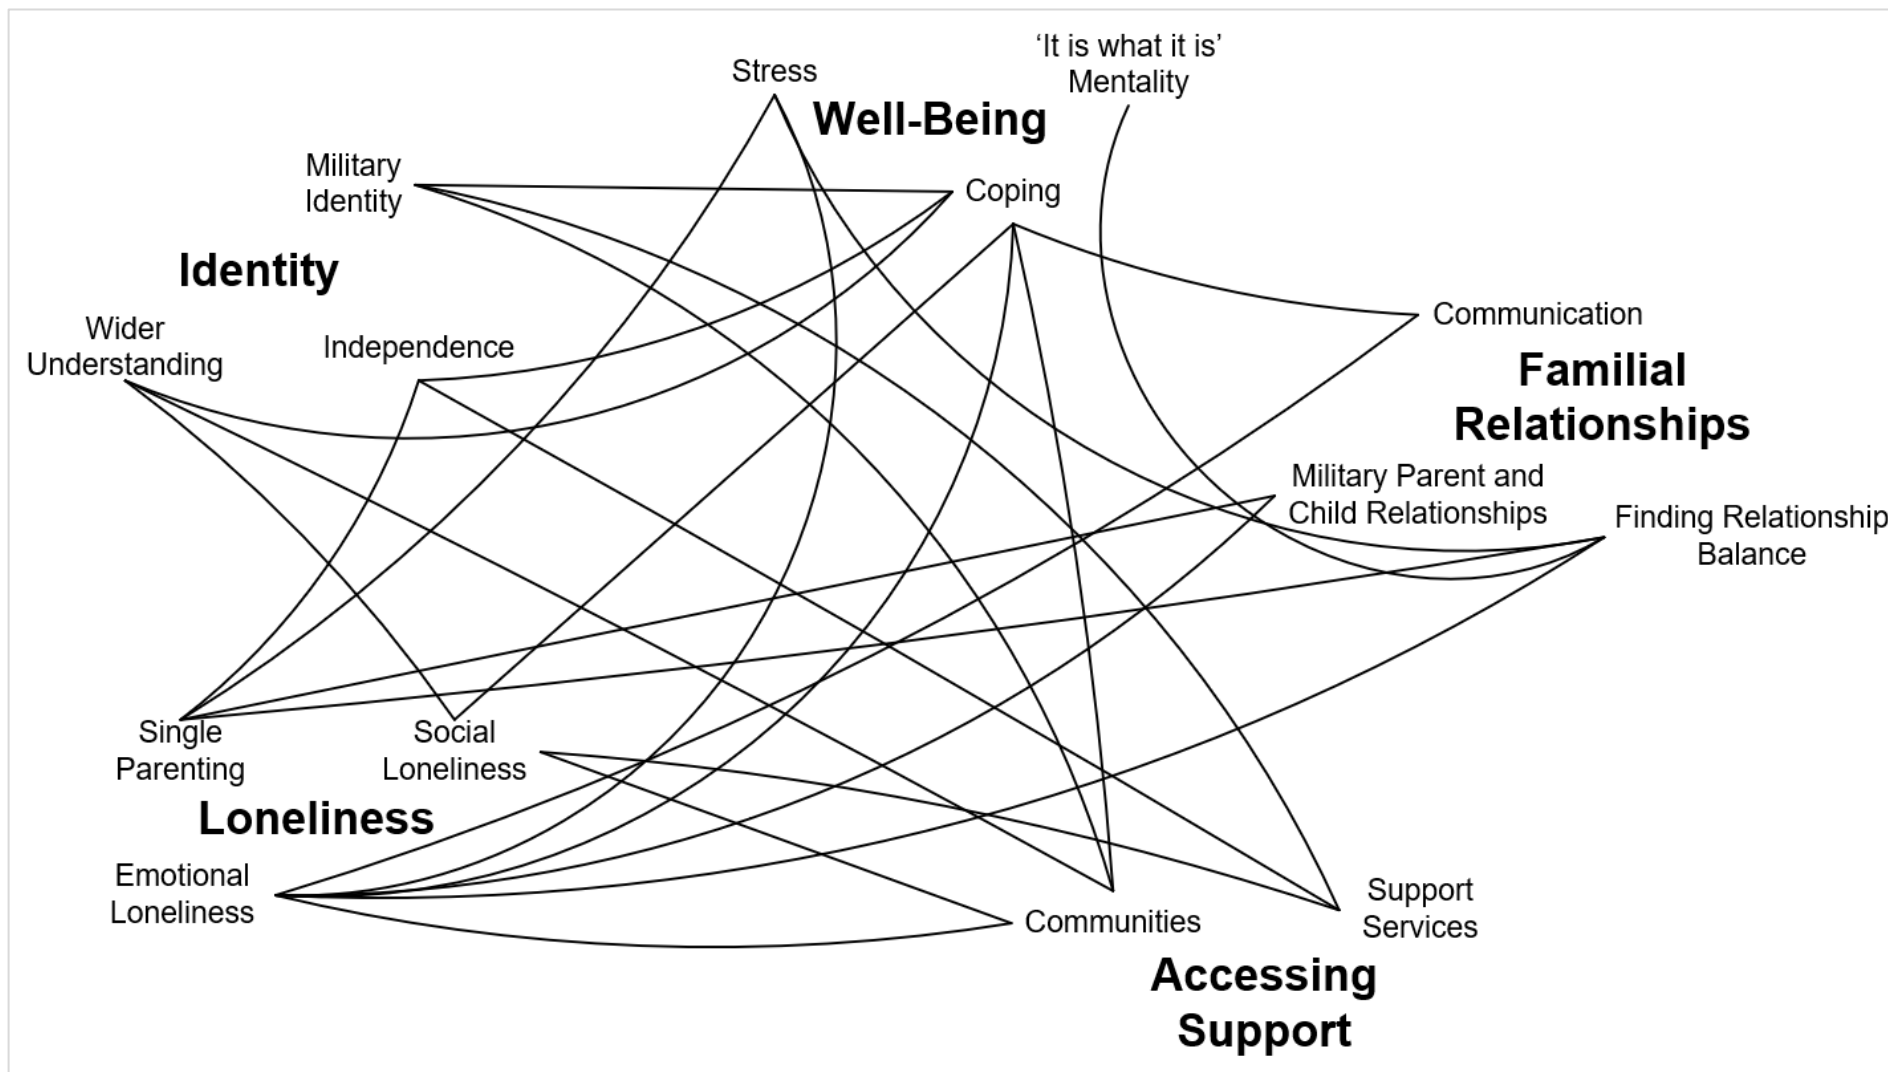 ‘It is what it is’
Mentality
Stress
Well-Being
Military
Identity
Coping
Identity
Wider
Understanding
Independence
Communication
Familial
Relationships
Military Parent and
Child Relationships
Finding Relationship
Balance
Single
Parenting
Social
Loneliness
Loneliness
Emotional
Loneliness
Communities
Support
Services
Accessing
Support